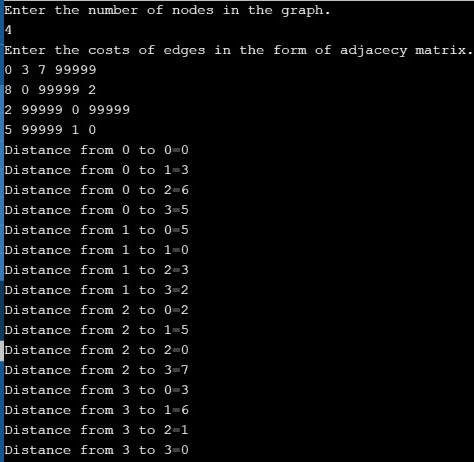 Enter the number of nodes in the graph.
4
Enter the costs of edges in the form of adjacecy matrix.
0 3 7 99999
8 0 99999 2
2 99999 0 99999
5 99999 1 0
Distance from 0 to 0=0
Distance from 0 to 1=3
Distance from 0 to 2=6
Distance from 0 to 3=5
Distance from 1 to 0=5
Distance from 1 to 1=0
Distance from 1 to 2=3
Distance from 1 to 3=2
Distance from 2 to 0=2
Distance from 2 to 1=5
Distance from 2 to 2=0
Distance from 2 to 3=7
Distance from 3 to 0=3
Distance from 3 to 1=6
Distance from 3 to 2=1
Distance from 3 to 3=0